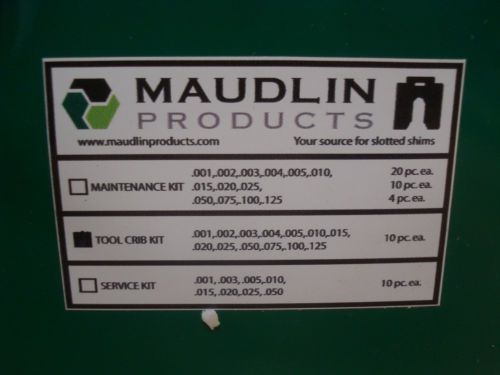 MAUDLIN
PRODUCTS
www.maudlinproducts.com Your source for slotted shims
MAINTENANCE KIT .001,.002,.003,.004,.005,.010, 20 pc. ea.
.015,.020,.025, 10 pc. ea.
.050,.075,.100,.125 4 pc. ea.
TOOL CRIB KIT .001,.002,.003,.004,.005,.010,.015, 10 pc. ea.
.020,.025,.050,.075,.100,.125
SERVICE KIT .001,.003,.005,.010, 10 pc. ea.
.015,.020,.025,.050